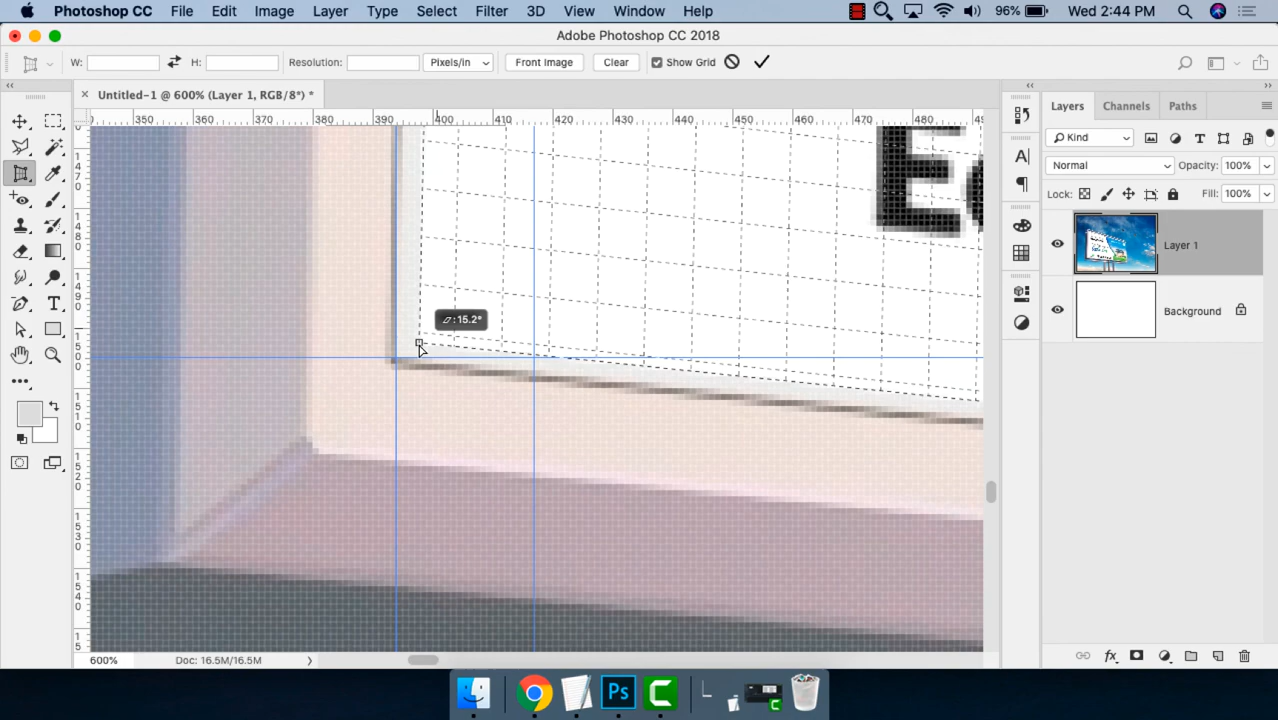 Photoshop CC File Edit Image Layer Type Select Filter 3D View Window Help 96% Wed 2:44 PM
Adobe Photoshop CC 2018
W: H: Resolution: Pixels/in Front Image Clear Show Grid
Untitled-1 @ 600% (Layer 1, RGB/8*) *
350 360 370 380 390 400 410 420 430 440 450 460 470 480
Layers Channels Paths
Kind
Normal Opacity: 100%
Lock: Fill: 100%
Layer 1
Background
:15.2°
600% Doc: 16.5M/16.5M